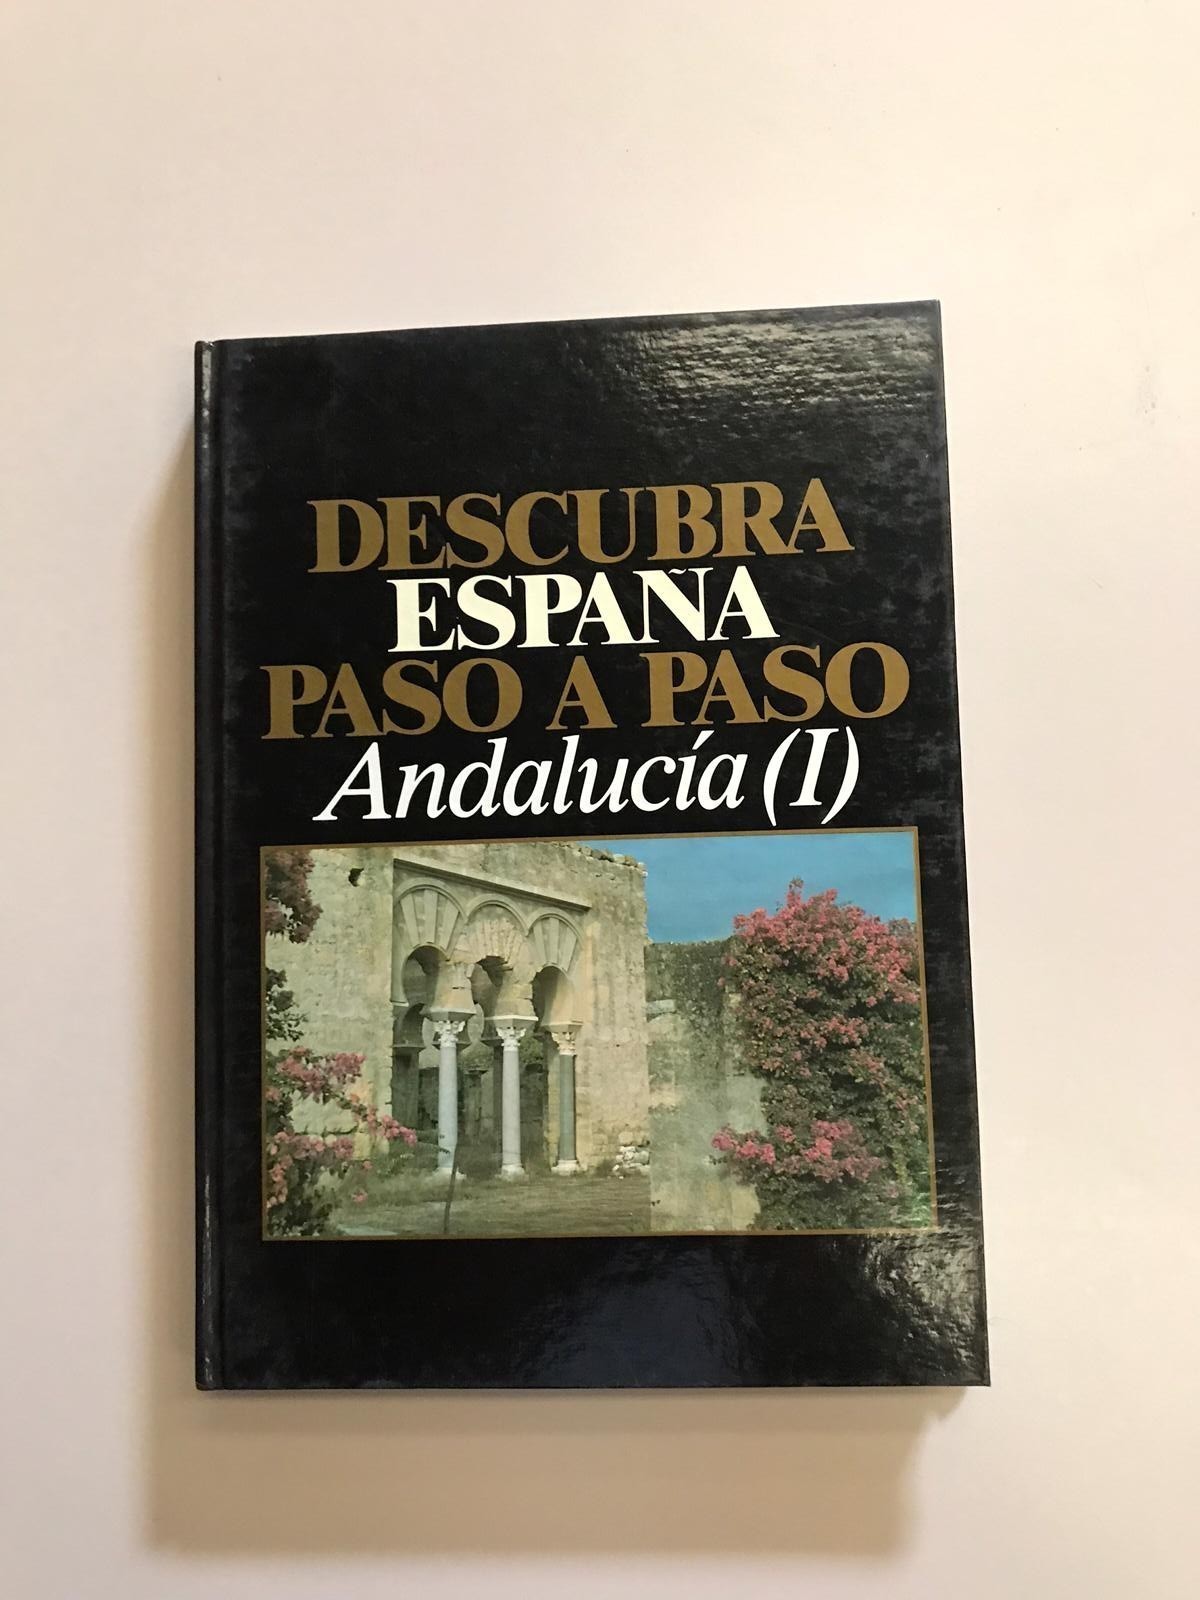 DESCUBRA
ESPAÑA
PASO A PASO
Andalucía (I)